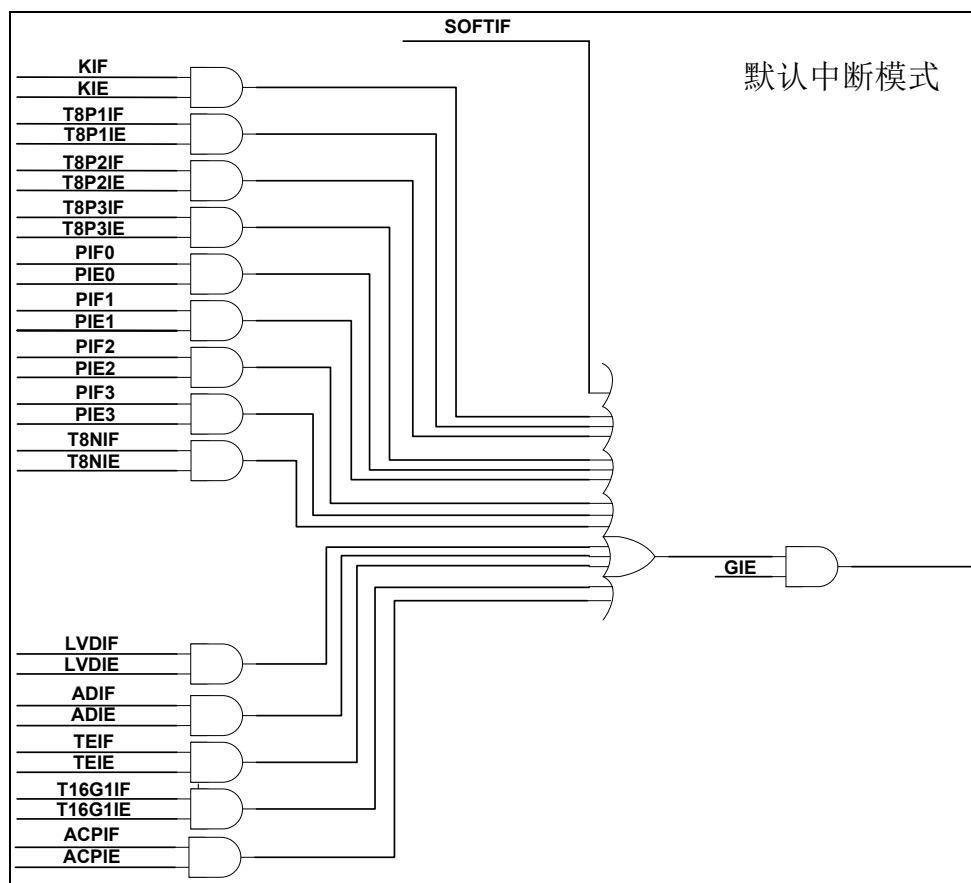 SOFTIF
默认中断模式
KIF
KIE
T8P1IF
T8P1IE
T8P2IF
T8P2IE
T8P3IF
T8P3IE
PIF0
PIE0
PIF1
PIE1
PIF2
PIE2
PIF3
PIE3
T8NIF
T8NIE
GIE
LVDIF
LVDIE
ADIF
ADIE
TEIF
TEIE
T16G1IF
T16G1IE
ACPIF
ACPIE